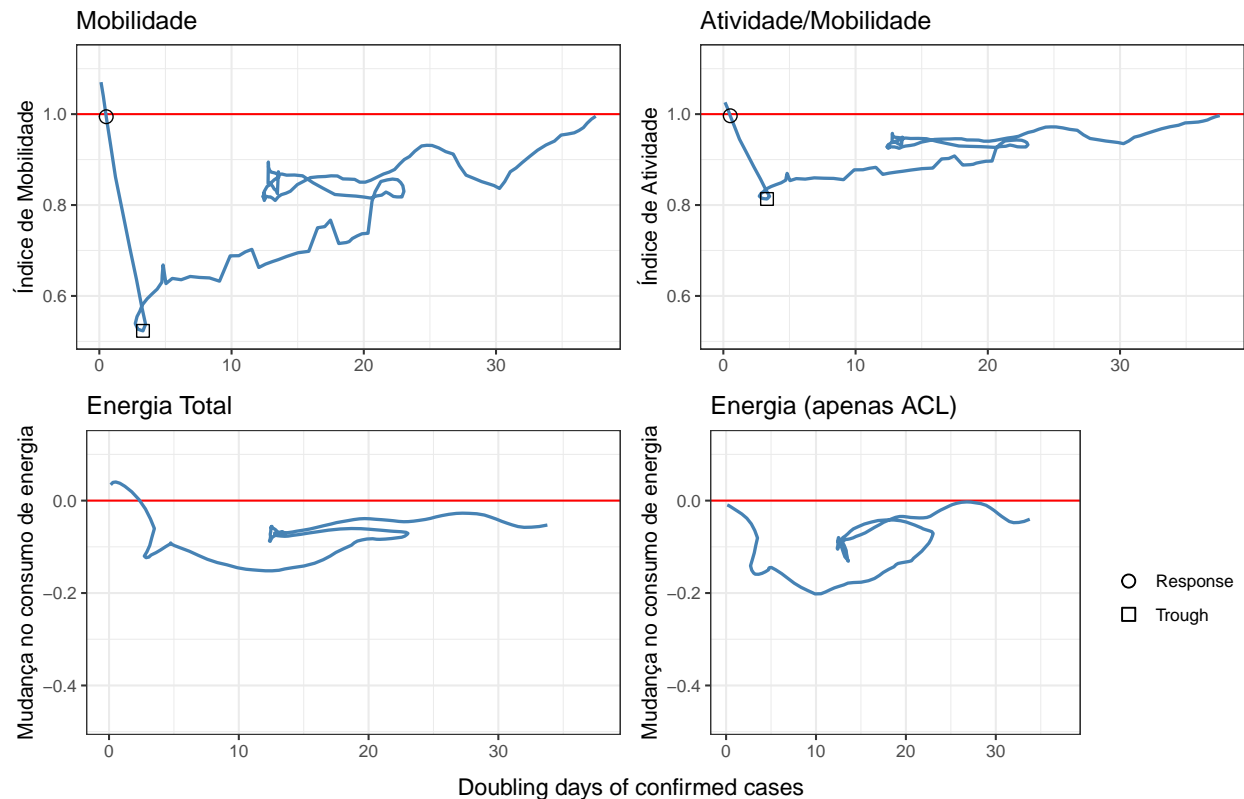 Mobilidade
Índice de Mobilidade
1.0
0.8
0.6
0
10
20
30
Atividade/Mobilidade
Índice de Atividade
1.0
0.8
0.6
0
10
20
30
Energia Total
Mudança no consumo de energia
0.0
−0.2
−0.4
0
10
20
30
Energia (apenas ACL)
Mudança no consumo de energia
0.0
−0.2
−0.4
0
10
20
30
Response
Trough
Doubling days of confirmed cases